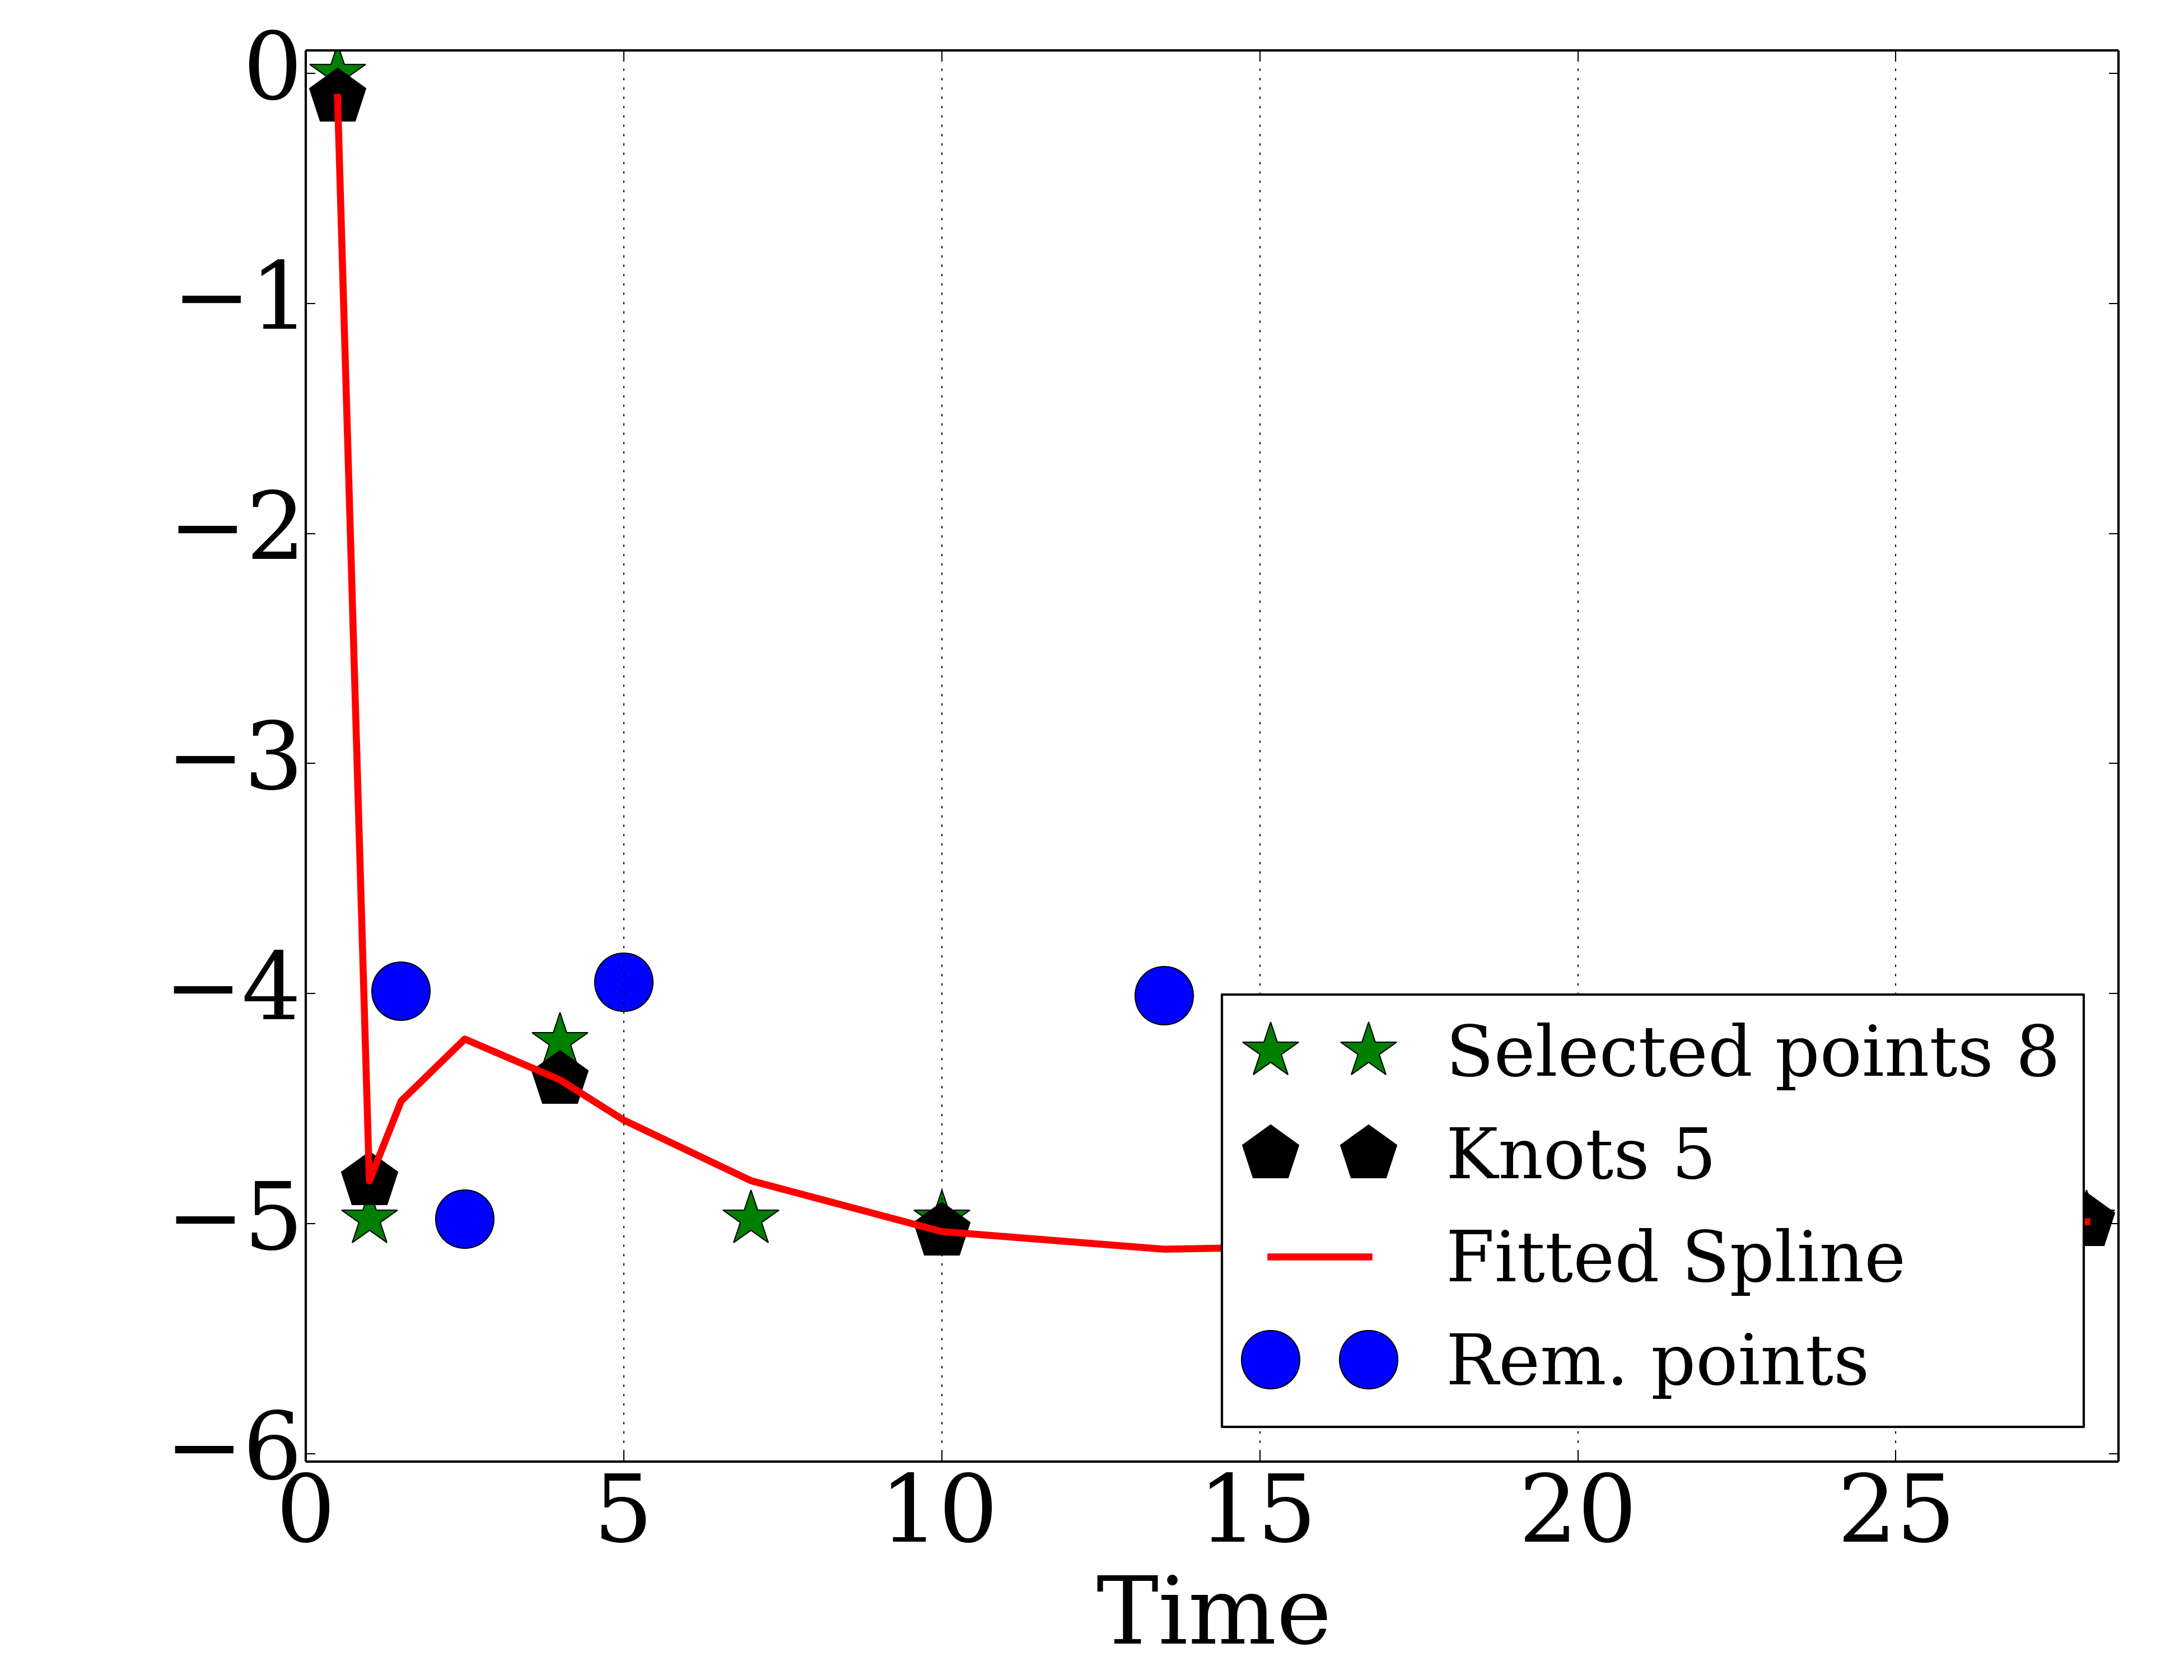 0
−1
−2
−3
−4
−5
−6
0 5 10 15 20 25
Time
Selected points 8
Knots 5
Fitted Spline
Rem. points